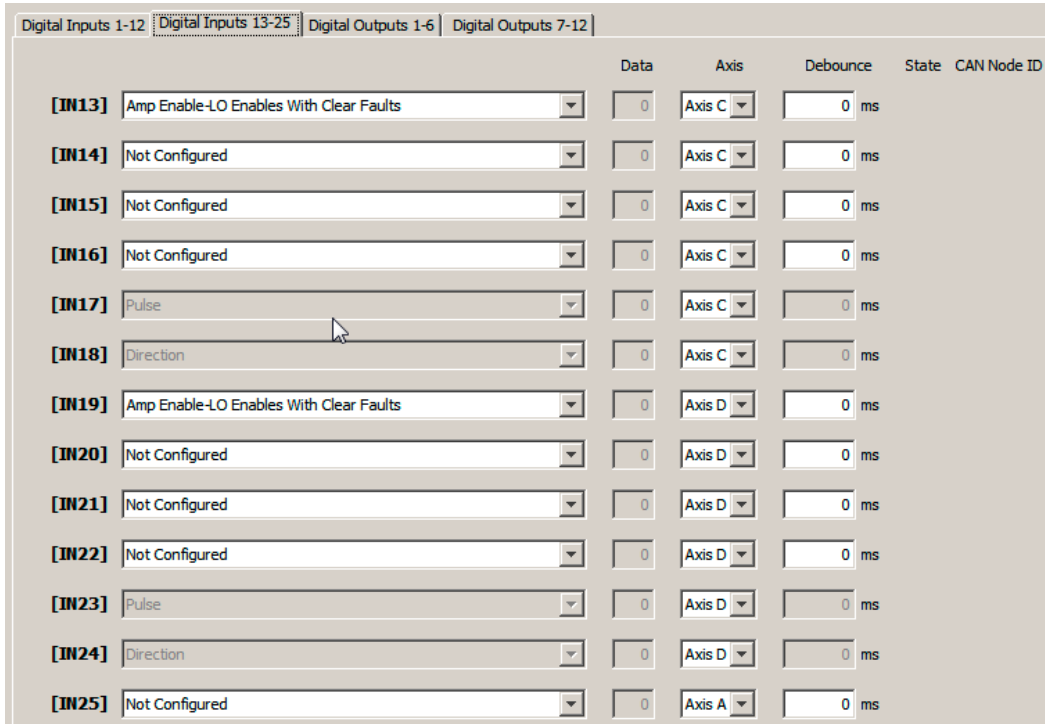 Digital Inputs 1-12 Digital Inputs 13-25 Digital Outputs 1-6 Digital Outputs 7-12
Data Axis Debounce State CAN Node ID
[IN13] Amp Enable-LO Enables With Clear Faults 0 Axis C 0 ms
[IN14] Not Configured 0 Axis C 0 ms
[IN15] Not Configured 0 Axis C 0 ms
[IN16] Not Configured 0 Axis C 0 ms
[IN17] Pulse 0 Axis C 0 ms
[IN18] Direction 0 Axis C 0 ms
[IN19] Amp Enable-LO Enables With Clear Faults 0 Axis D 0 ms
[IN20] Not Configured 0 Axis D 0 ms
[IN21] Not Configured 0 Axis D 0 ms
[IN22] Not Configured 0 Axis D 0 ms
[IN23] Pulse 0 Axis D 0 ms
[IN24] Direction 0 Axis D 0 ms
[IN25] Not Configured 0 Axis A 0 ms